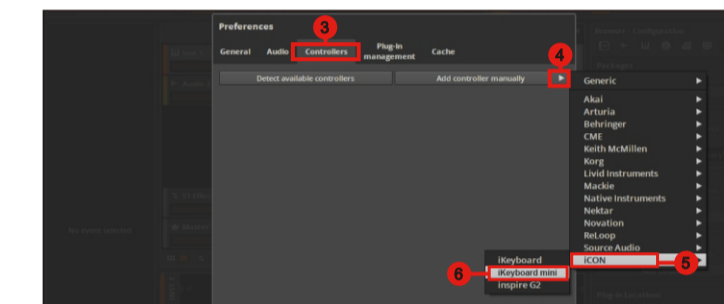 Preferences
3
General Audio Controllers Plug-in management Cache
4
Detect available controllers Add controller manually
Generic
Akai
Arturia
Behringer
CME
Keith McMillen
Korg
Livid Instruments
Mackie
Native Instruments
Nektar
Novation
ReLoop
Source Audio
iCON
5
iKeyboard
6
iKeyboard mini
Inspire G2